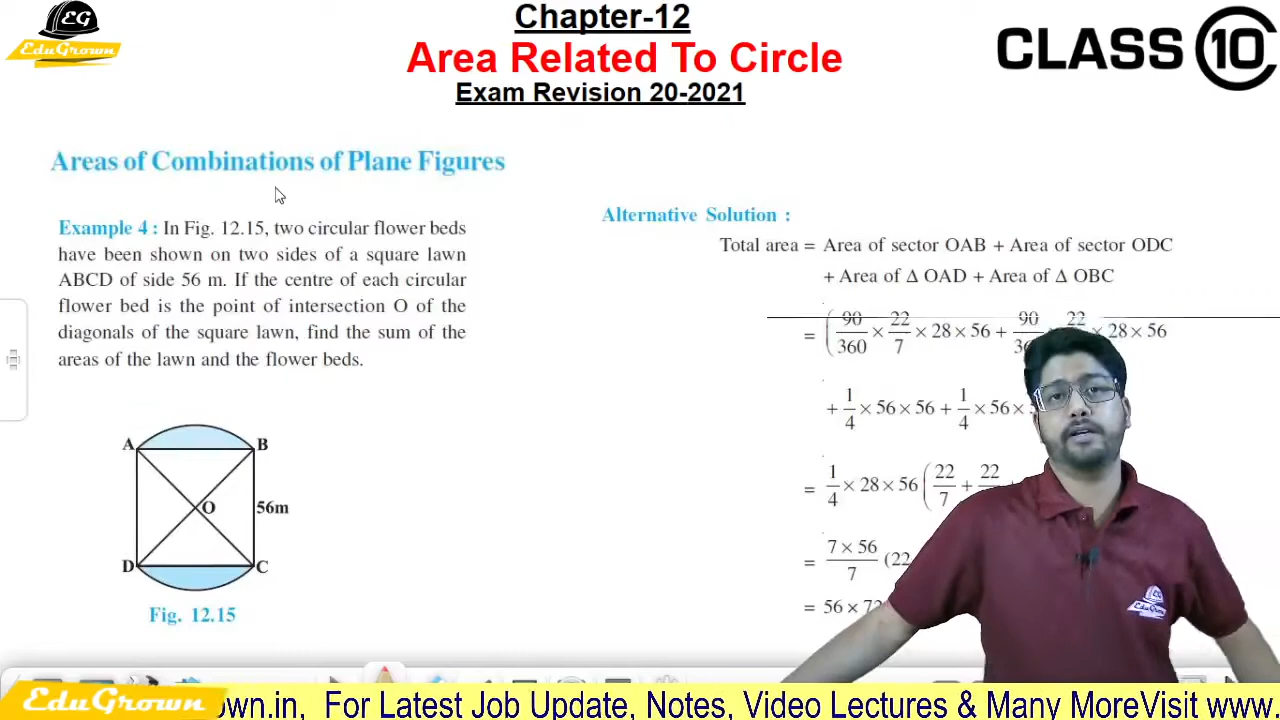 EG
EduGrown
Chapter-12
Area Related To Circle
Exam Revision 20-2021
CLASS 10
Areas of Combinations of Plane Figures
Example 4 : In Fig. 12.15, two circular flower beds
have been shown on two sides of a square lawn
ABCD of side 56 m. If the centre of each circular
flower bed is the point of intersection O of the
diagonals of the square lawn, find the sum of the
areas of the lawn and the flower beds.
A B
O 56m
D C
Fig. 12.15
Alternative Solution :
Total area = Area of sector OAB + Area of sector ODC
+ Area of Δ OAD + Area of Δ OBC
= ( 90/360 × 22/7 × 28 × 56 + 90/36 22 × 28 × 56
+ 1/4 × 56 × 56 + 1/4 × 56 ×
= 1/4 × 28 × 56 ( 22/7 + 22
= 7 × 56/7 (22
= 56 × 72
EduGrown
own.in, For Latest Job Update, Notes, Video Lectures & Many MoreVisit www